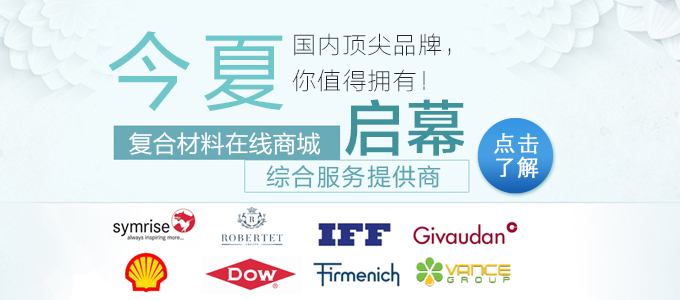 今夏
国内顶尖品牌，
你值得拥有！
复合材料在线商城
启幕
综合服务提供商
点击
了解
symrise
always inspiring more...
R
ROBERTET
GROUPE
IFF
Givaudan
DOW
Firmenich
VANCE
GROUP